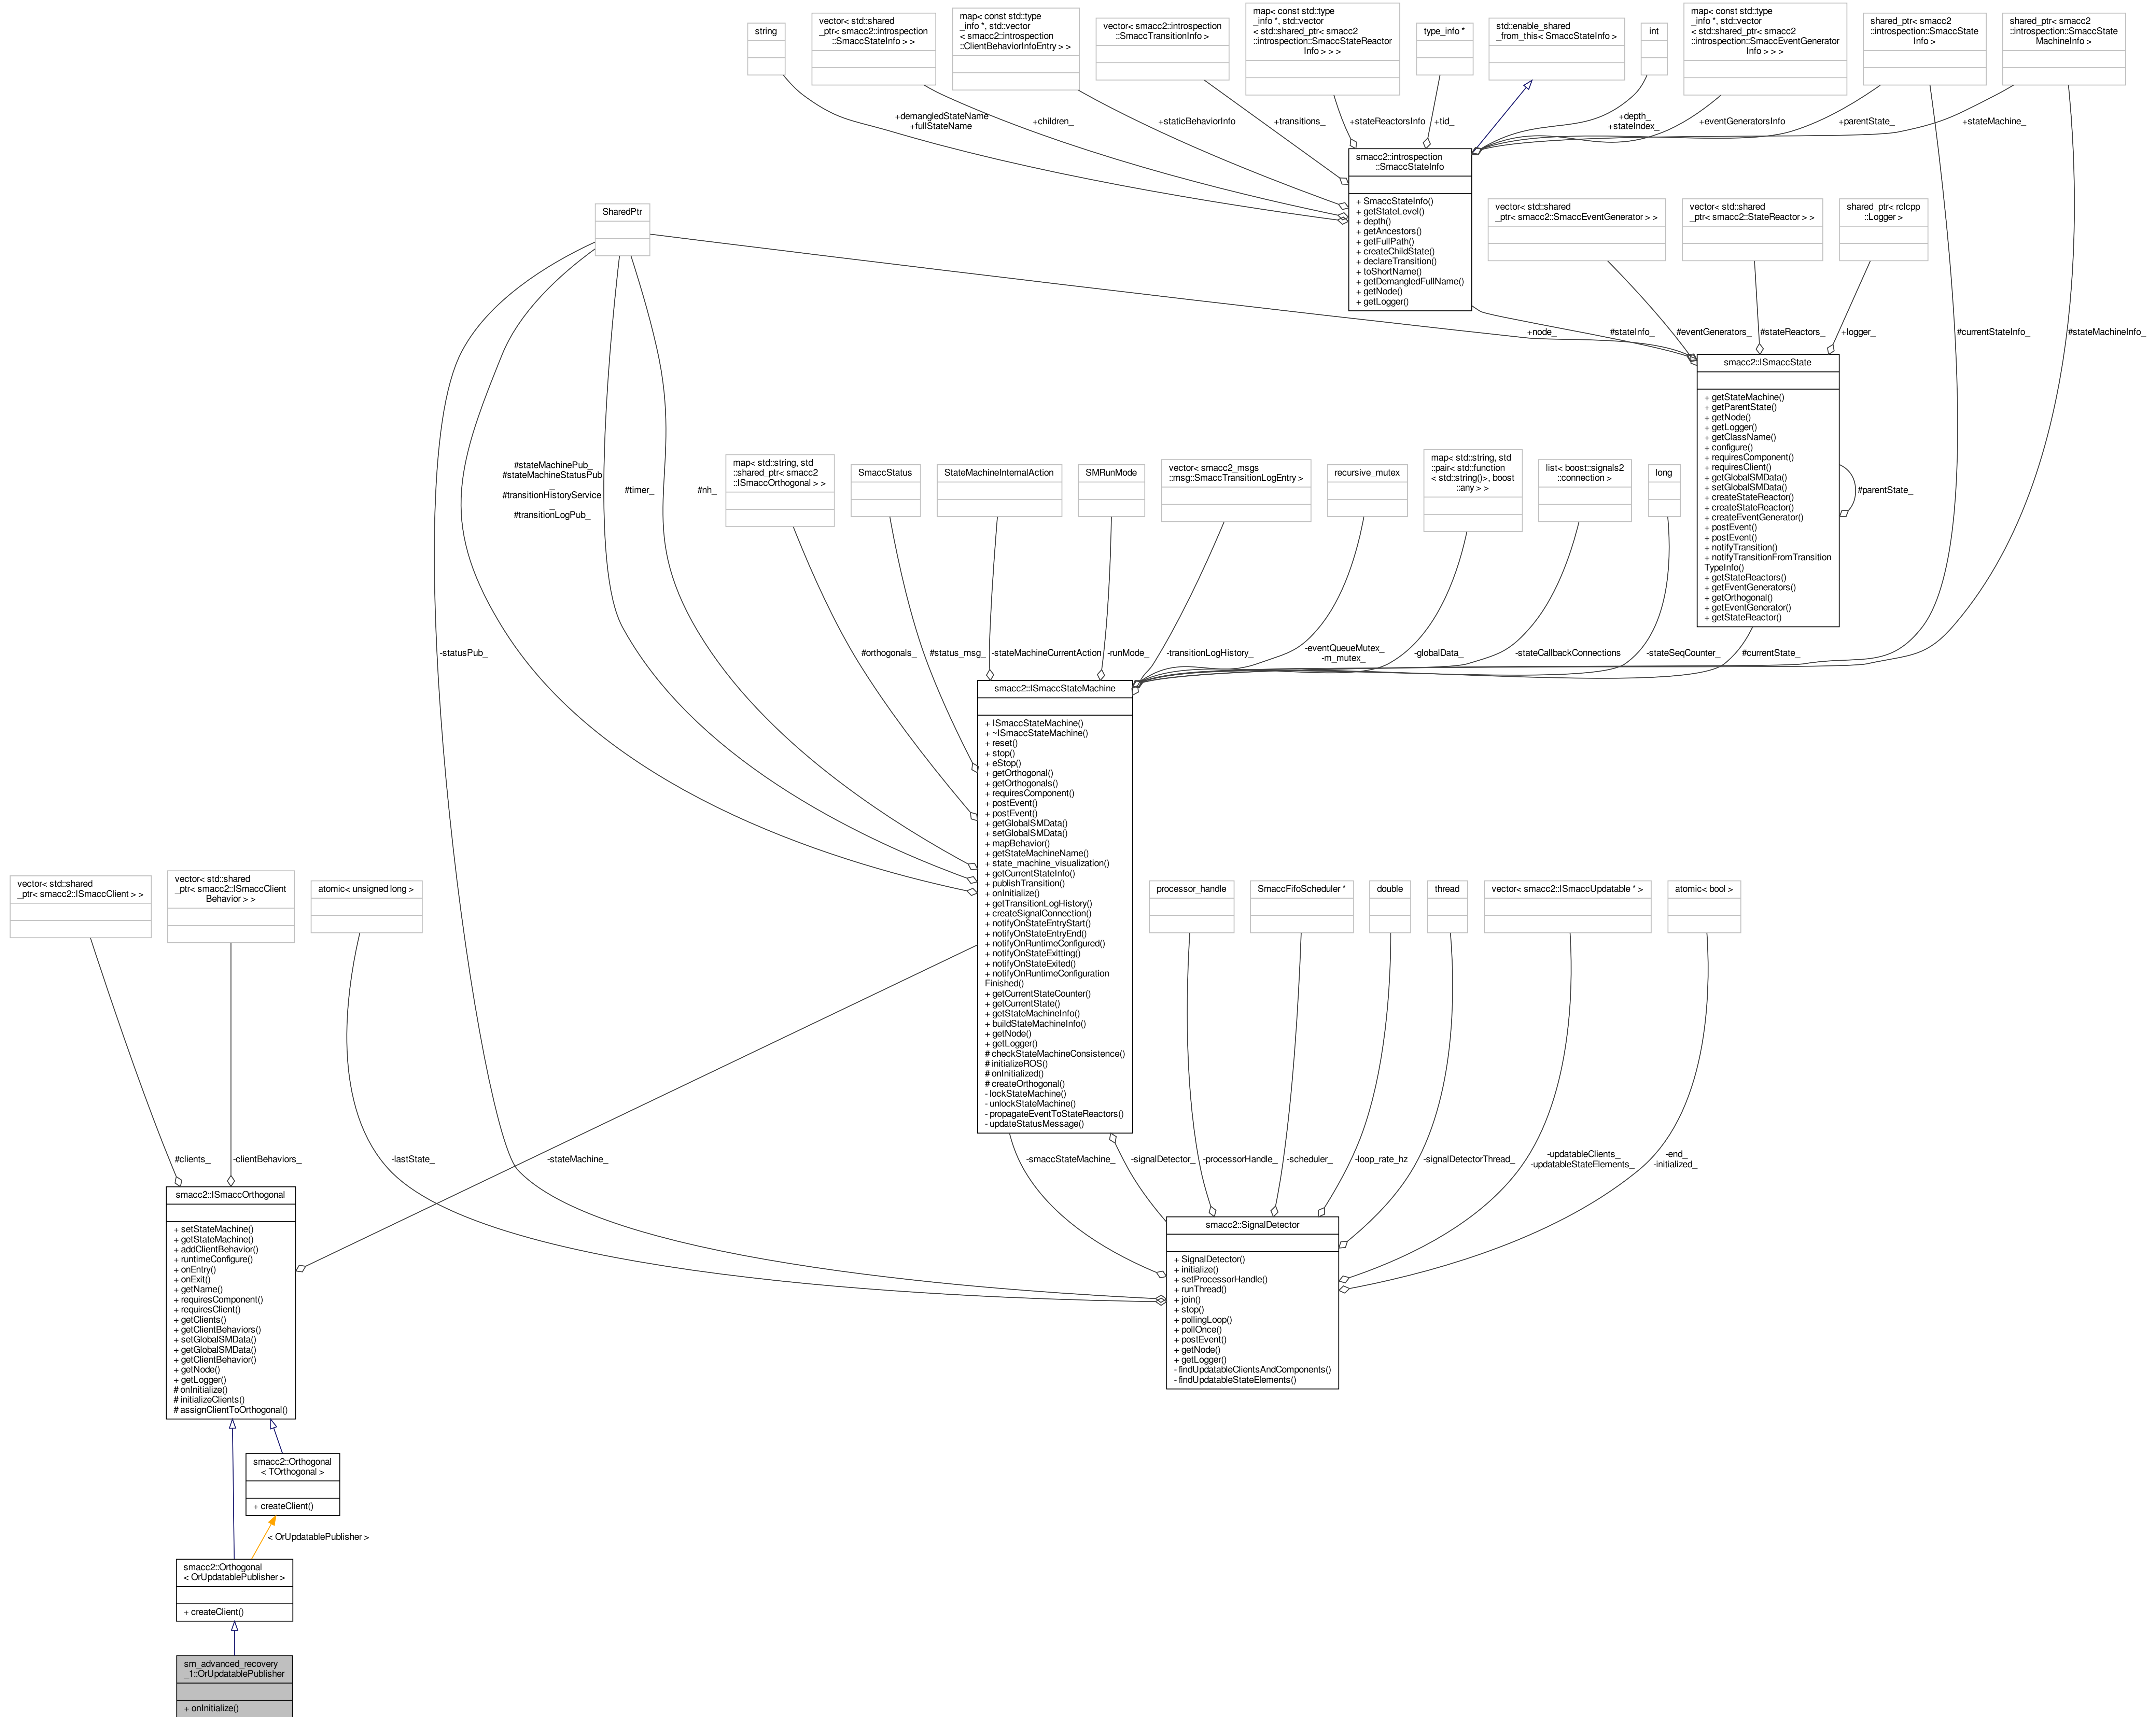 string
vector< std::shared
_ptr< smacc2::introspection
::SmaccStateInfo > >
map< const std::type
_info *, std::vector
< smacc2::introspection
::ClientBehaviorInfoEntry > >
vector< smacc2::introspection
::SmaccTransitionInfo >
map< const std::type
_info *, std::vector
< std::shared_ptr< smacc2
::introspection::SmaccStateReactor
Info > > >
type_info *
std::enable_shared
_from_this< SmaccStateInfo >
int
map< const std::type
_info *, std::vector
< std::shared_ptr< smacc2
::introspection::SmaccEventGenerator
Info > > >
shared_ptr< smacc2
::introspection::SmaccState
Info >
shared_ptr< smacc2
::introspection::SmaccState
MachineInfo >
+demangledStateName
+fullStateName
+children_
+staticBehaviorInfo
+transitions_
+stateReactorsInfo
+tid_
+depth_
+stateIndex_
+eventGeneratorsInfo
+parentState_
+stateMachine_
smacc2::introspection
::SmaccStateInfo
+ SmaccStateInfo()
+ getStateLevel()
+ depth()
+ getAncestors()
+ getFullPath()
+ createChildState()
+ declareTransition()
+ toShortName()
+ getDemangledFullName()
+ getNode()
+ getLogger()
SharedPtr
vector< std::shared
_ptr< smacc2::SmaccEventGenerator > >
vector< std::shared
_ptr< smacc2::StateReactor > >
shared_ptr< rclcpp
::Logger >
+node_
#stateInfo_
#eventGenerators_
#stateReactors_
+logger_
#currentStateInfo_
#stateMachineInfo_
smacc2::ISmaccState
+ getStateMachine()
+ getParentState()
+ getNode()
+ getLogger()
+ getClassName()
+ configure()
+ requiresComponent()
+ requiresClient()
+ getGlobalSMData()
+ setGlobalSMData()
+ createStateReactor()
+ createStateReactor()
+ createEventGenerator()
+ postEvent()
+ postEvent()
+ notifyTransition()
+ notifyTransitionFromTransition
TypeInfo()
+ getStateReactors()
+ getEventGenerators()
+ getOrthogonal()
+ getEventGenerator()
+ getStateReactor()
#parentState_
#stateMachinePub_
#stateMachineStatusPub
_
#transitionHistoryService
_
#transitionLogPub_
#timer_
#nh_
map< std::string, std
::shared_ptr< smacc2
::ISmaccOrthogonal > >
SmaccStatus
StateMachineInternalAction
SMRunMode
vector< smacc2_msgs
::msg::SmaccTransitionLogEntry >
recursive_mutex
map< std::string, std
::pair< std::function
< std::string()>, boost
::any > >
list< boost::signals2
::connection >
long
-statusPub_
#orthogonals_
#status_msg_
-stateMachineCurrentAction
-runMode_
-transitionLogHistory_
-eventQueueMutex_
-m_mutex_
-globalData_
-stateCallbackConnections
-stateSeqCounter_
#currentState_
smacc2::ISmaccStateMachine
+ ISmaccStateMachine()
+ ~ISmaccStateMachine()
+ reset()
+ stop()
+ eStop()
+ getOrthogonal()
+ getOrthogonals()
+ requiresComponent()
+ postEvent()
+ postEvent()
+ getGlobalSMData()
+ setGlobalSMData()
+ mapBehavior()
+ getStateMachineName()
+ state_machine_visualization()
+ getCurrentStateInfo()
+ publishTransition()
+ onInitialize()
+ getTransitionLogHistory()
+ createSignalConnection()
+ notifyOnStateEntryStart()
+ notifyOnStateEntryEnd()
+ notifyOnRuntimeConfigured()
+ notifyOnStateExitting()
+ notifyOnStateExited()
+ notifyOnRuntimeConfiguration
Finished()
+ getCurrentStateCounter()
+ getCurrentState()
+ getStateMachineInfo()
+ buildStateMachineInfo()
+ getNode()
+ getLogger()
# checkStateMachineConsistence()
# initializeROS()
# onInitialized()
# createOrthogonal()
- lockStateMachine()
- unlockStateMachine()
- propagateEventToStateReactors()
- updateStatusMessage()
vector< std::shared
_ptr< smacc2::ISmaccClient > >
vector< std::shared
_ptr< smacc2::ISmaccClient
Behavior > >
atomic< unsigned long >
processor_handle
SmaccFifoScheduler *
double
thread
vector< smacc2::ISmaccUpdatable * >
atomic< bool >
#clients_
-clientBehaviors_
-lastState_
-stateMachine_
-smaccStateMachine_
-signalDetector_
-processorHandle_
-scheduler_
-loop_rate_hz
-signalDetectorThread_
-updatableClients_
-updatableStateElements_
-end_
-initialized_
smacc2::ISmaccOrthogonal
+ setStateMachine()
+ getStateMachine()
+ addClientBehavior()
+ runtimeConfigure()
+ onEntry()
+ onExit()
+ getName()
+ requiresComponent()
+ requiresClient()
+ getClients()
+ getClientBehaviors()
+ setGlobalSMData()
+ getGlobalSMData()
+ getClientBehavior()
+ getNode()
+ getLogger()
# onInitialize()
# initializeClients()
# assignClientToOrthogonal()
smacc2::SignalDetector
+ SignalDetector()
+ initialize()
+ setProcessorHandle()
+ runThread()
+ join()
+ stop()
+ pollingLoop()
+ pollOnce()
+ postEvent()
+ getNode()
+ getLogger()
- findUpdatableClientsAndComponents()
- findUpdatableStateElements()
smacc2::Orthogonal
< TOrthogonal >
+ createClient()
< OrUpdatablePublisher >
smacc2::Orthogonal
< OrUpdatablePublisher >
+ createClient()
sm_advanced_recovery
_1::OrUpdatablePublisher
+ onInitialize()